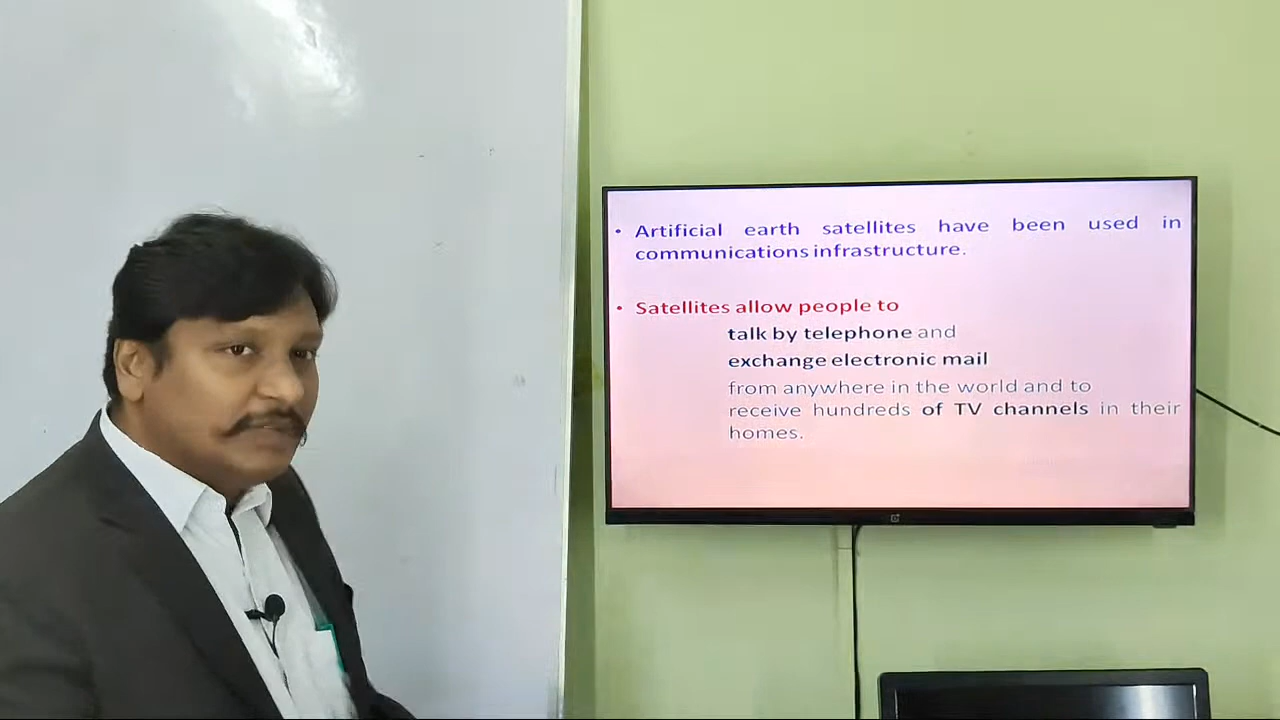 • Artificial earth satellites have been used in
communications infrastructure.
• Satellites allow people to
talk by telephone and
exchange electronic mail
from anywhere in the world and to
receive hundreds of TV channels in their
homes.